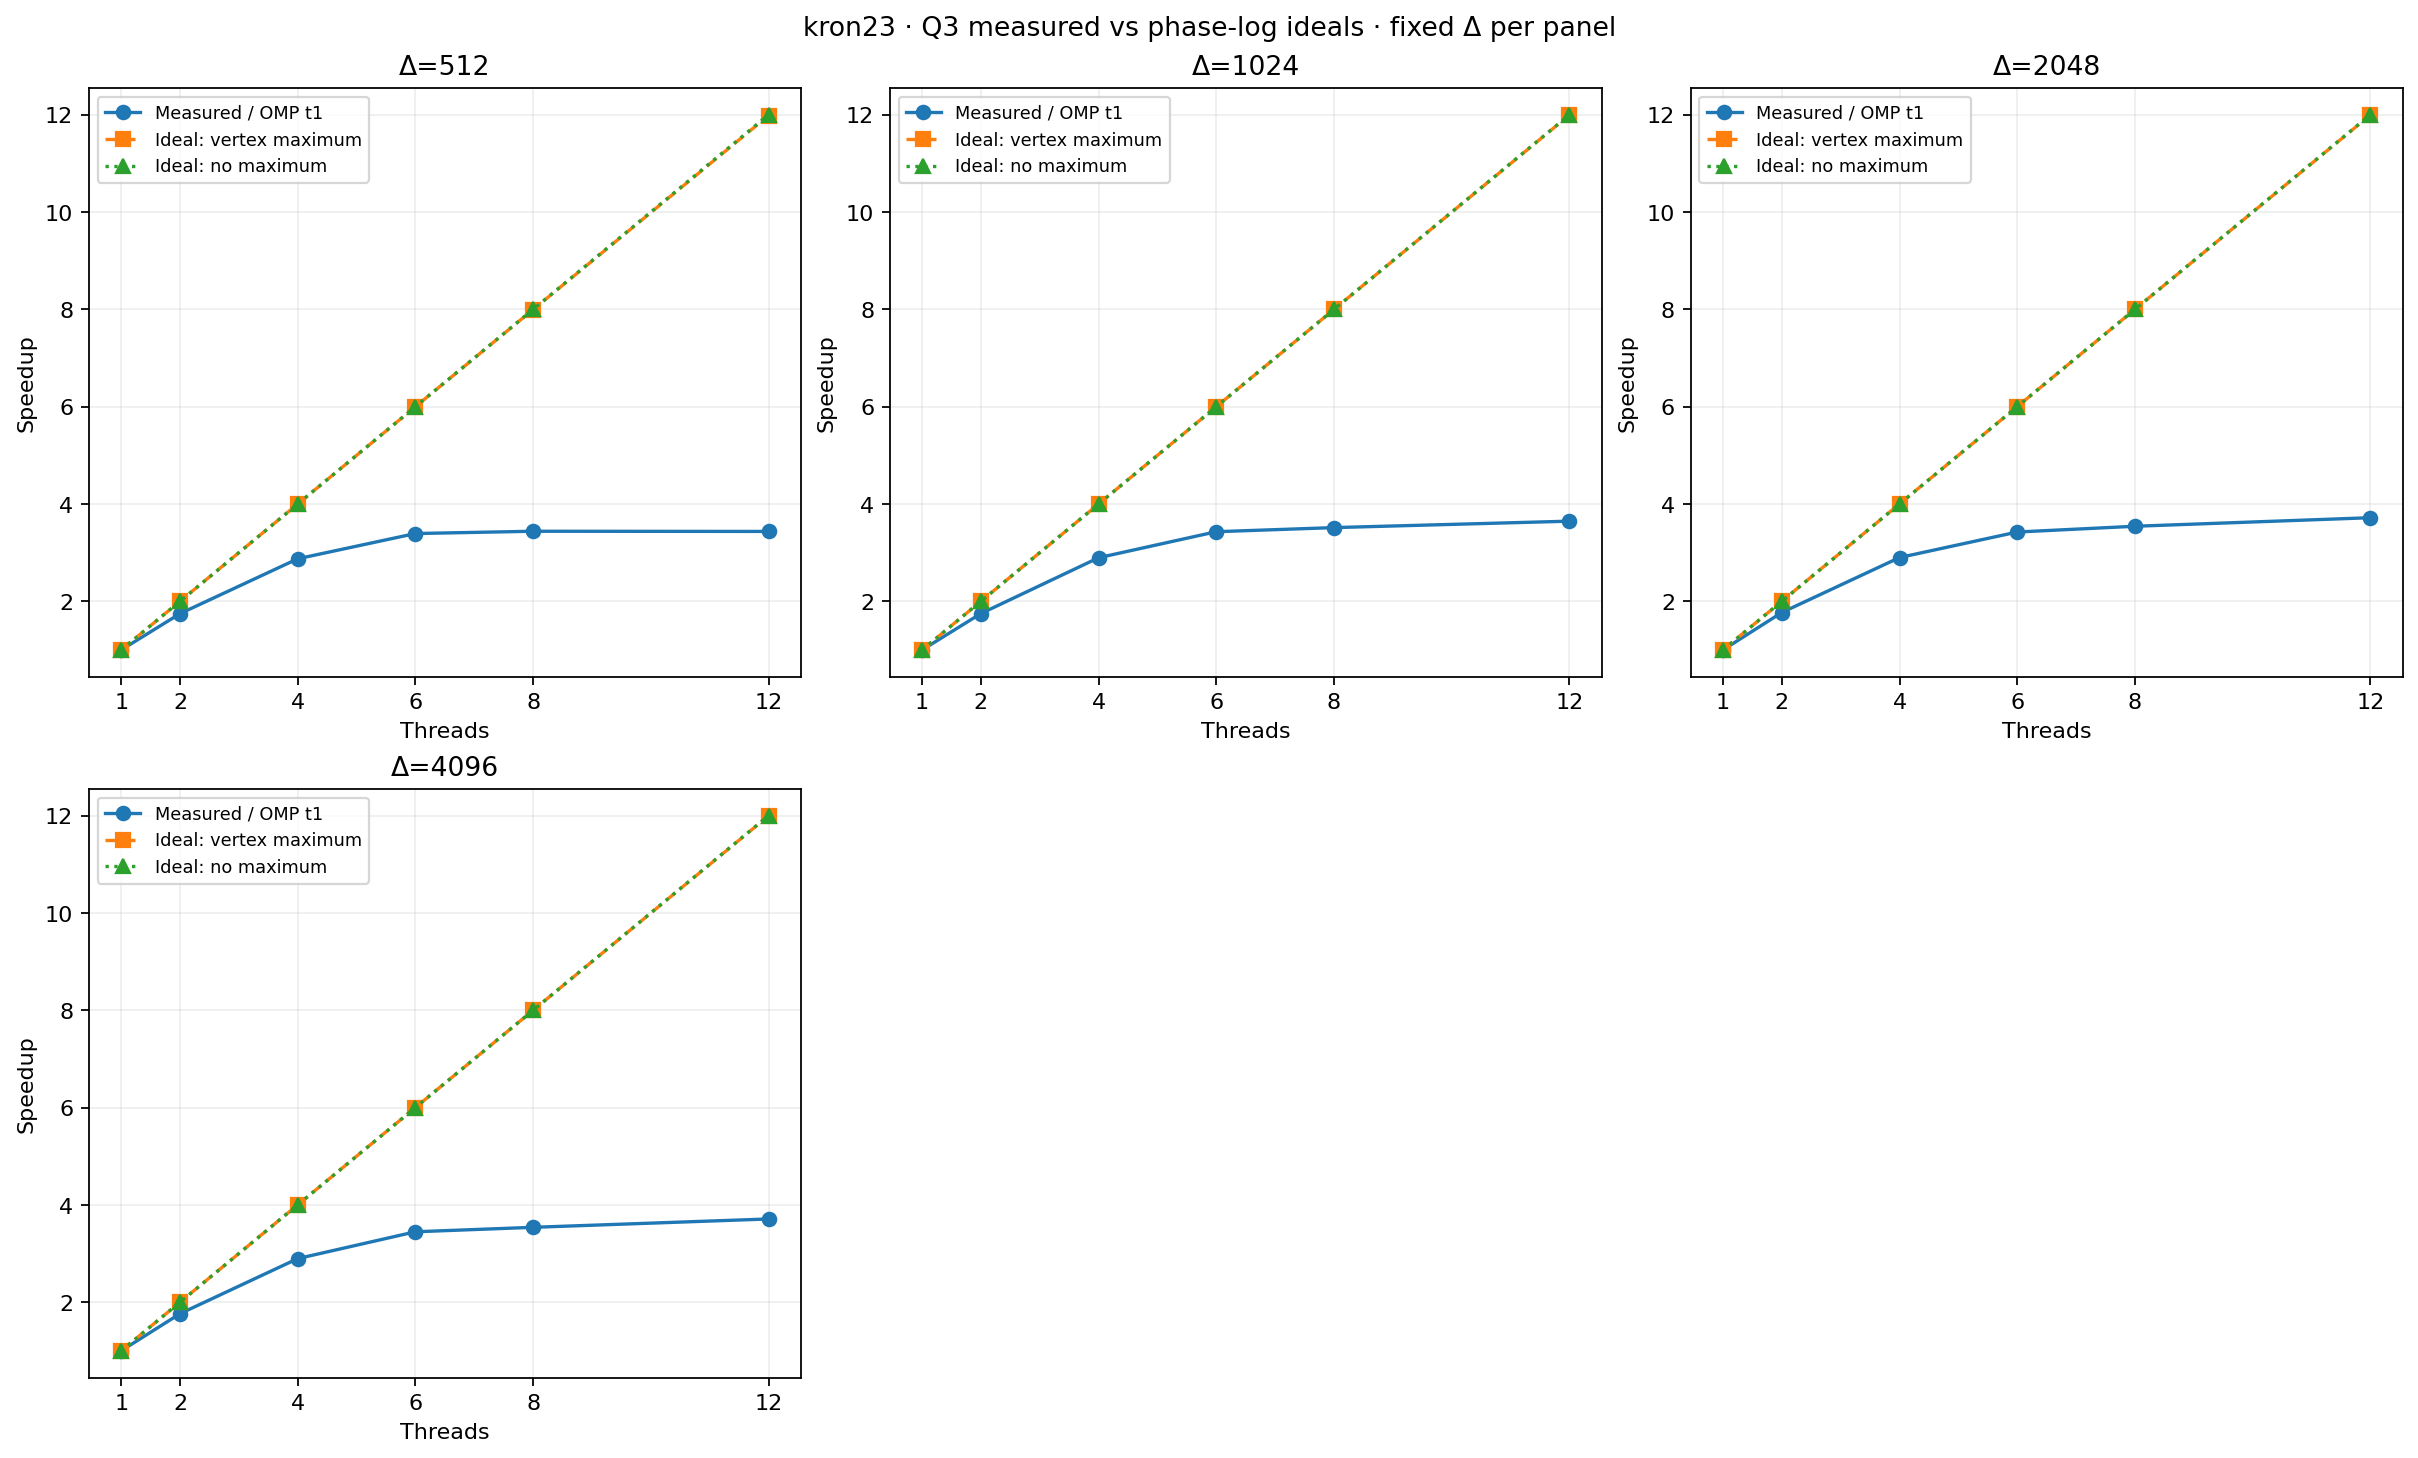 kron23 · Q3 measured vs phase-log ideals · fixed Δ per panel
Δ=512
Measured / OMP t1
Ideal: vertex maximum
Ideal: no maximum
12
10
8
6
4
2
Speedup
1 2 4 6 8 12
Threads
Δ=1024
Measured / OMP t1
Ideal: vertex maximum
Ideal: no maximum
12
10
8
6
4
2
Speedup
1 2 4 6 8 12
Threads
Δ=2048
Measured / OMP t1
Ideal: vertex maximum
Ideal: no maximum
12
10
8
6
4
2
Speedup
1 2 4 6 8 12
Threads
Δ=4096
Measured / OMP t1
Ideal: vertex maximum
Ideal: no maximum
12
10
8
6
4
2
Speedup
1 2 4 6 8 12
Threads